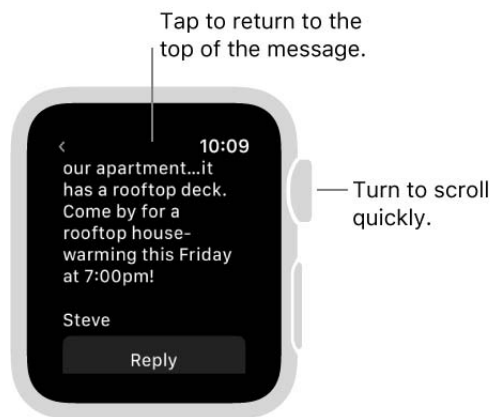 Tap to return to the
top of the message.
<
10:09
our apartment...it
has a rooftop deck.
Come by for a
rooftop house-
warming this Friday
at 7:00pm!
Steve
Reply
Turn to scroll
quickly.